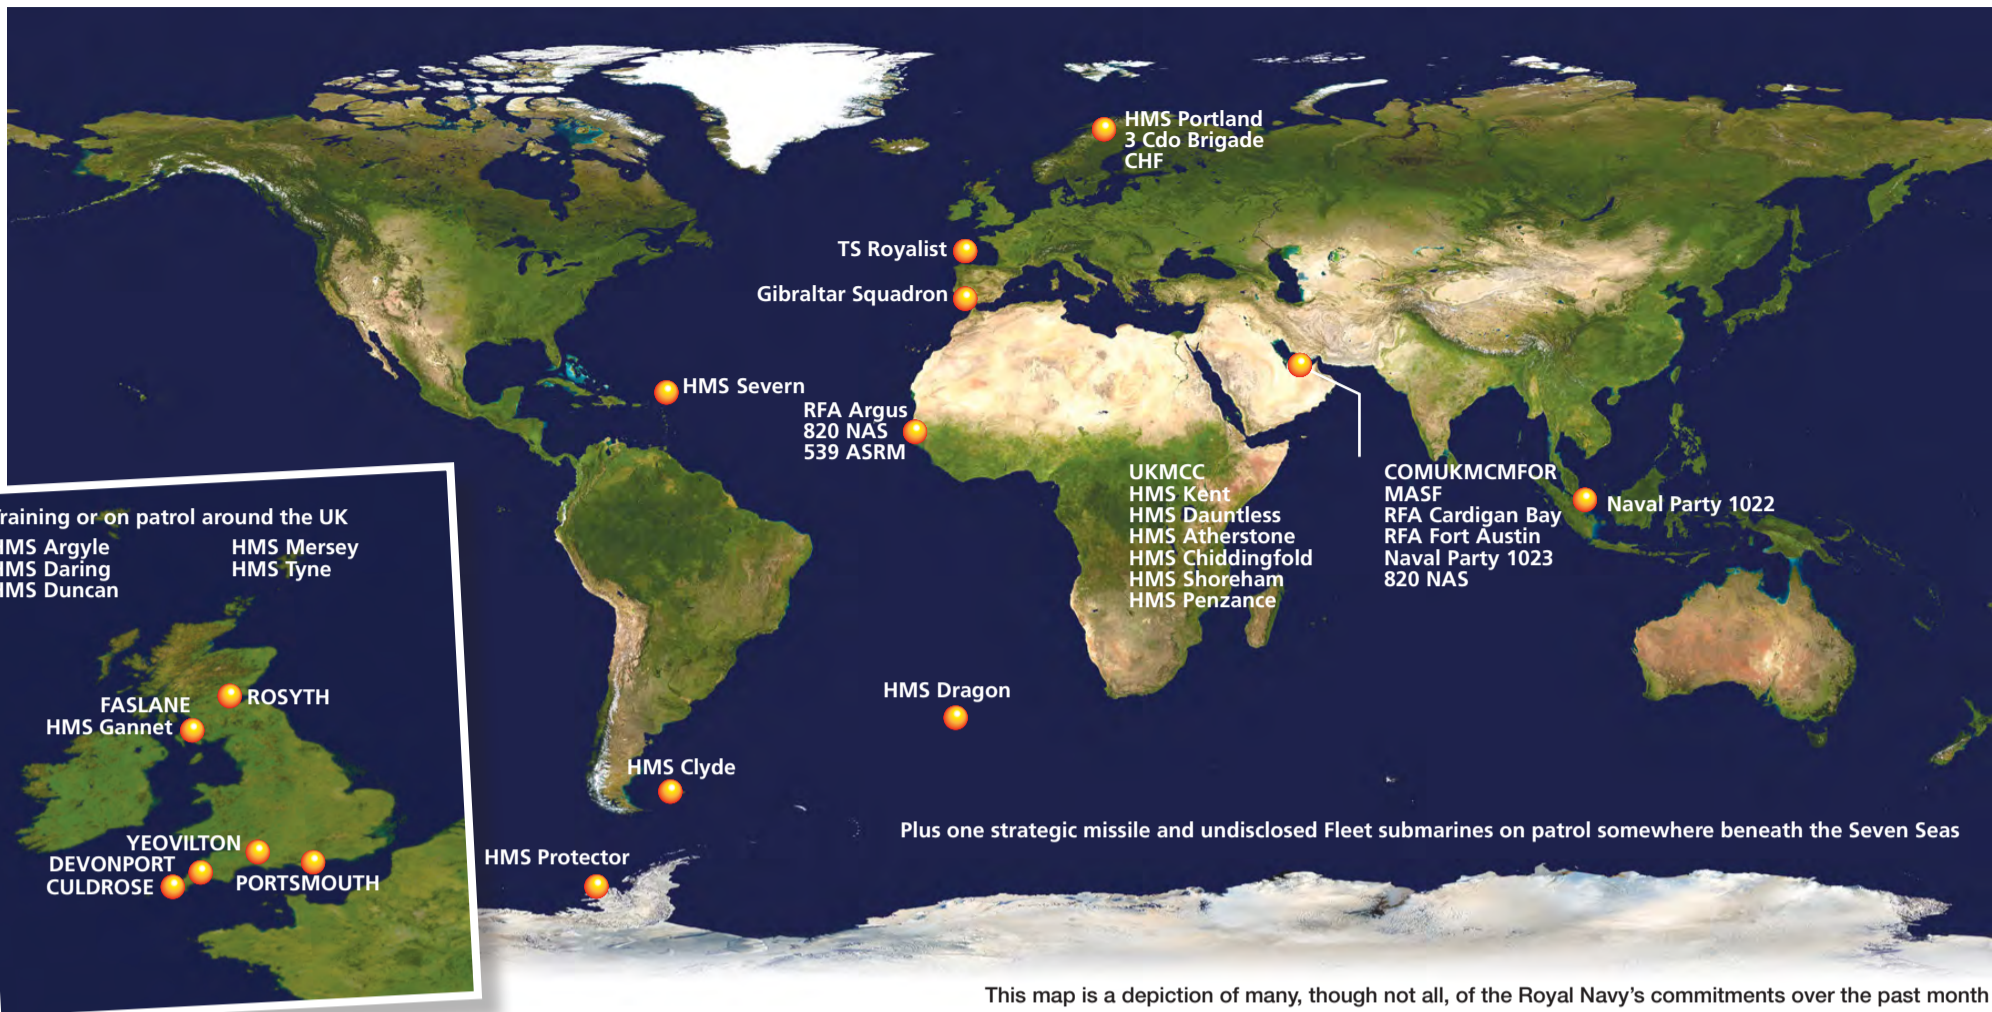 HMS Portland
3 Cdo Brigade
CHF
TS Royalist
Gibraltar Squadron
HMS Severn
RFA Argus
820 NAS
539 ASRM
UKMCC
HMS Kent
HMS Dauntless
HMS Atherstone
HMS Chiddingfold
HMS Shoreham
HMS Penzance
COMUKMCMFOR
MASF
RFA Cardigan Bay
RFA Fort Austin
Naval Party 1023
820 NAS
Naval Party 1022
raining or on patrol around the UK
HMS Argyle
HMS Daring
HMS Duncan
HMS Mersey
HMS Tyne
ROSYTH
FASLANE
HMS Gannet
YEOVILTON
DEVONPORT
CULDROSE
PORTSMOUTH
HMS Dragon
HMS Clyde
HMS Protector
Plus one strategic missile and undisclosed Fleet submarines on patrol somewhere beneath the Seven Seas
This map is a depiction of many, though not all, of the Royal Navy's commitments over the past month